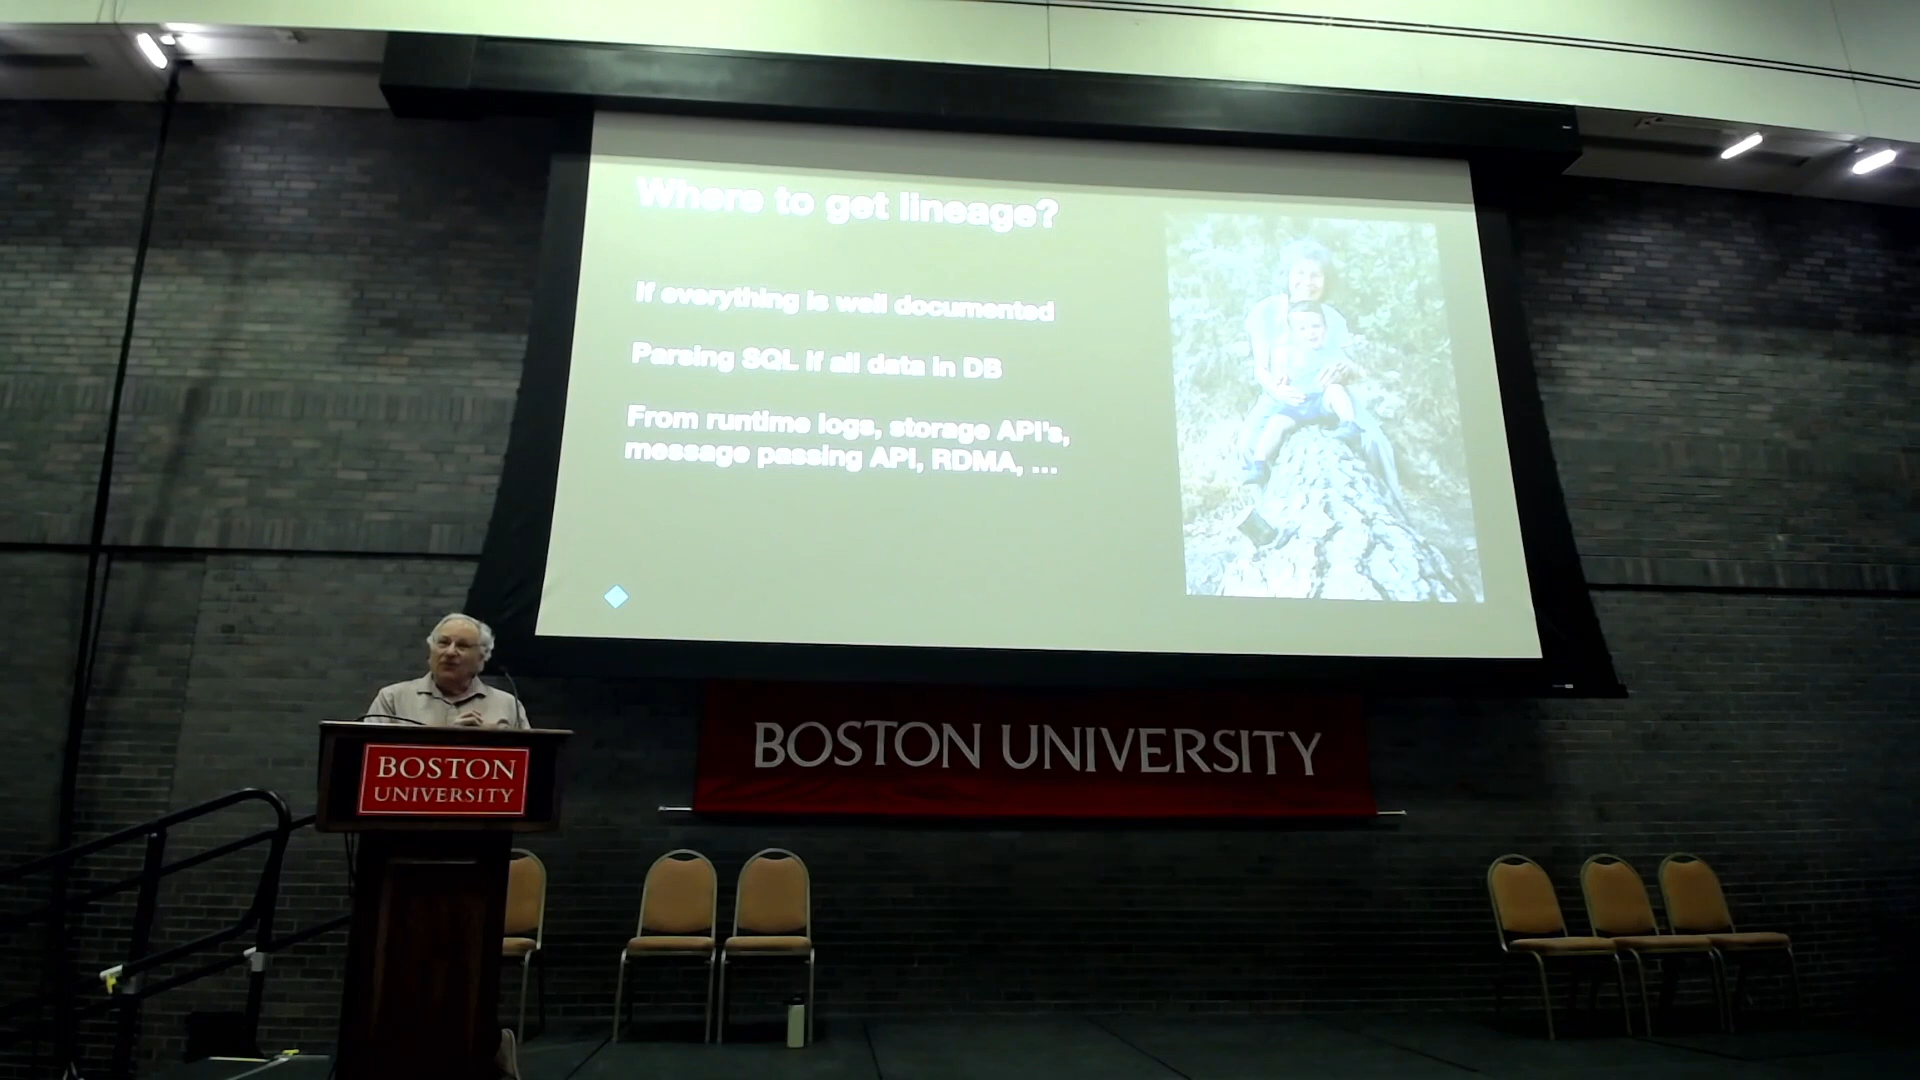 Where to get lineage?
If everything is well documented
Parsing SQL if all data in DB
From runtime logs, storage API's,
message passing API, RDMA, ...
BOSTON UNIVERSITY
BOSTON
UNIVERSITY